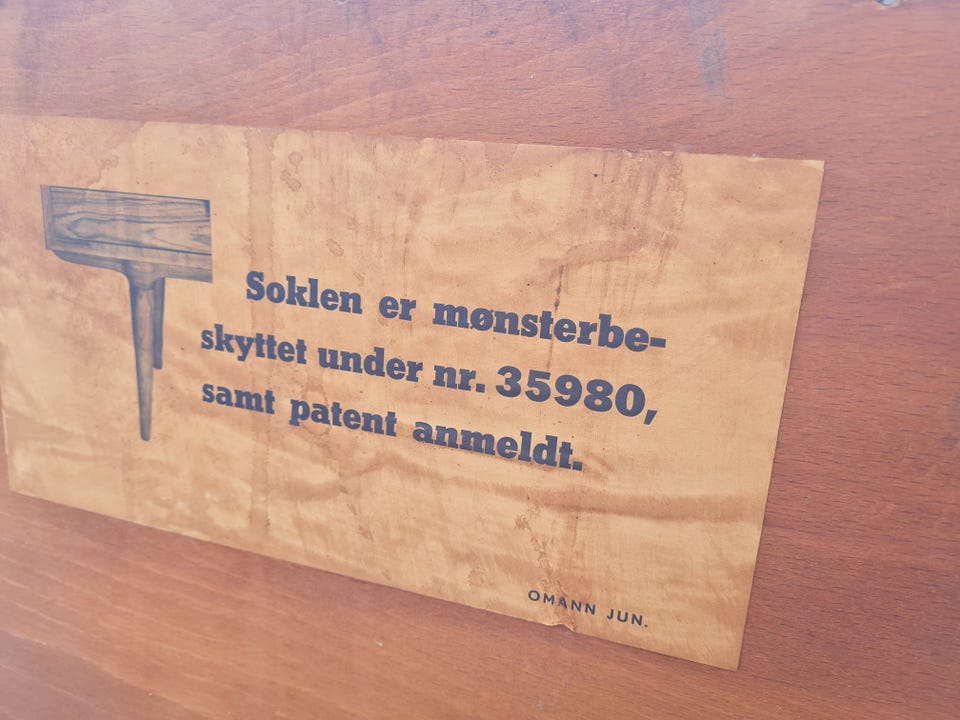 Soklen er mønsterbe-
skyttet under nr. 35980,
samt patent anmeldt.
OMANN JUN.